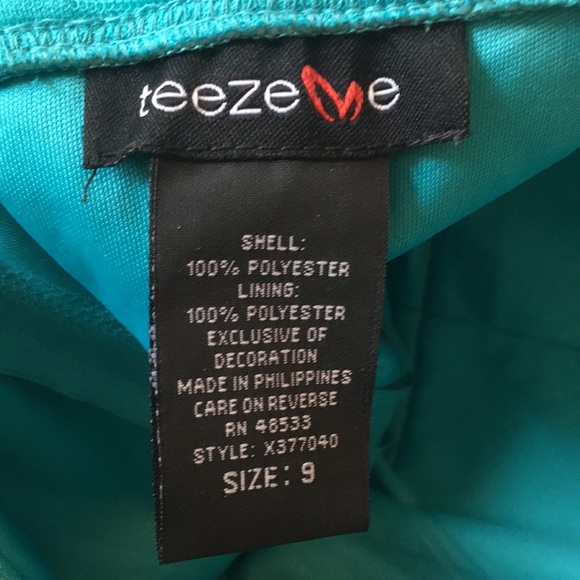 teezeme
SHELL:
100% POLYESTER
LINING:
100% POLYESTER
EXCLUSIVE OF
DECORATION
MADE IN PHILIPPINES
CARE ON REVERSE
RN 48533
STYLE: X377040
SIZE: 9